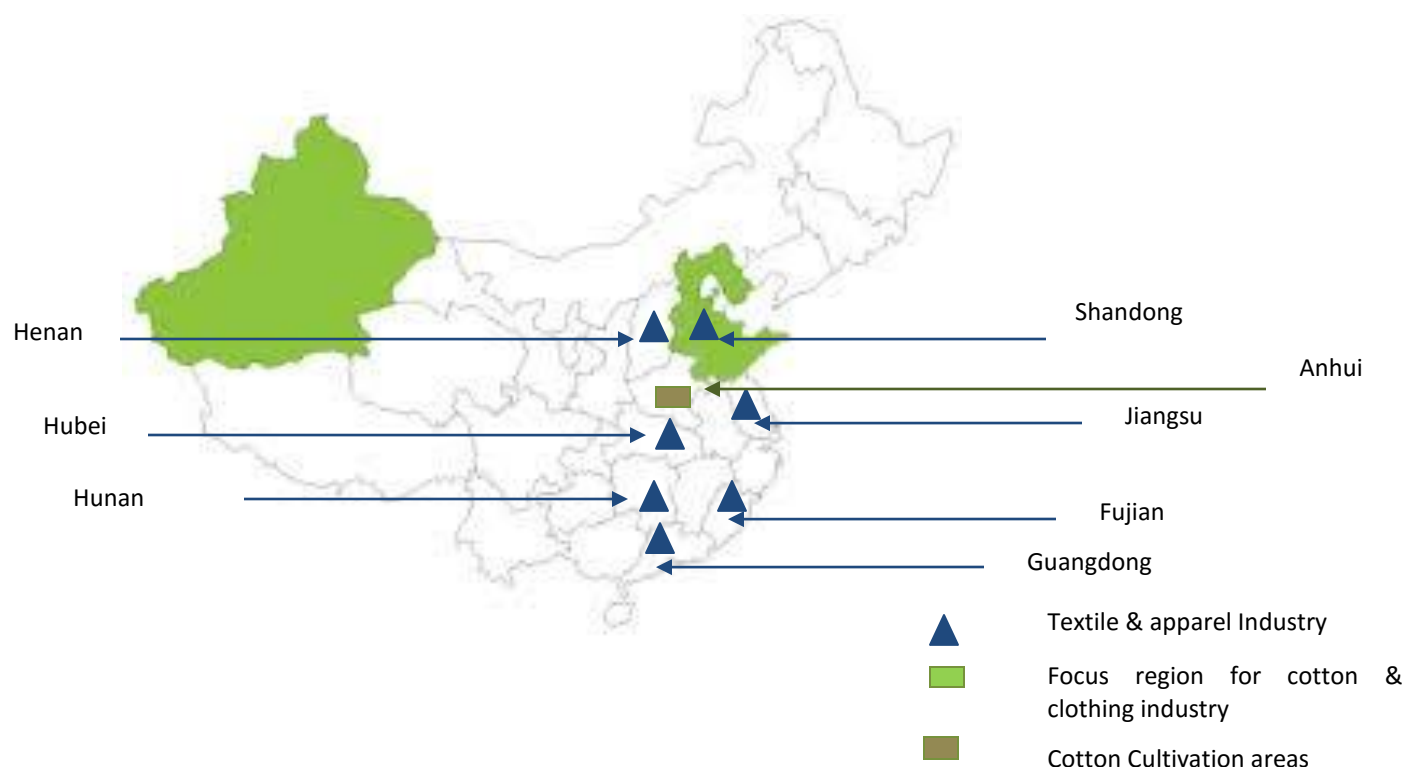 Shandong
Henan
Anhui
Jiangsu
Hubei
Hunan
Fujian
Guangdong
Textile & apparel Industry
Focus region for cotton &
clothing industry
Cotton Cultivation areas